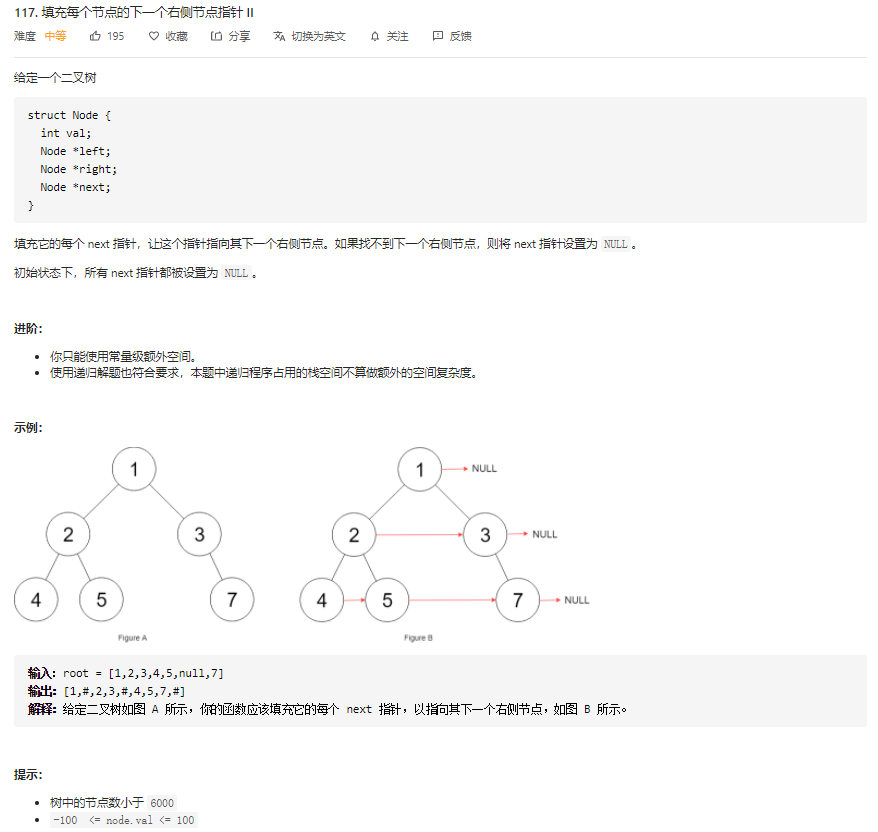 117. 填充每个节点的下一个右侧节点指针 II
难度 中等 195 收藏 分享 切换为英文 关注 反馈
给定一个二叉树
struct Node {
int val;
Node *left;
Node *right;
Node *next;
}
填充它的每个 next 指针，让这个指针指向其下一个右侧节点。如果找不到下一个右侧节点，则将 next 指针设置为 NULL 。
初始状态下，所有 next 指针都被设置为 NULL 。
进阶：
• 你只能使用常量级额外空间。
• 使用递归解题也符合要求，本题中递归程序占用的栈空间不算做额外的空间复杂度。
示例：
1 1 NULL
2 3 2 3 NULL
4 5 7 4 5 7 NULL
Figure A Figure B
输入：root = [1,2,3,4,5,null,7]
输出：[1,#,2,3,#,4,5,7,#]
解释：给定二叉树如图 A 所示，你的函数应该填充它的每个 next 指针，以指向其下一个右侧节点，如图 B 所示。
提示：
• 树中的节点数小于 6000
• -100 <= node.val <= 100